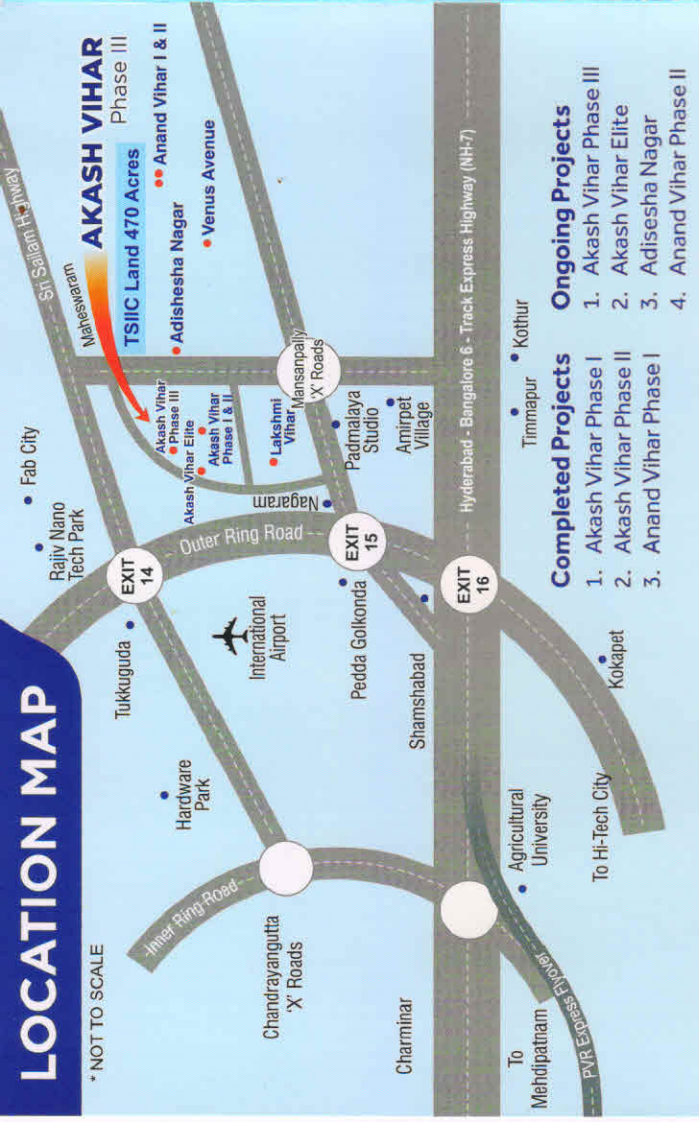 LOCATION MAP
* NOT TO SCALE
Fab City
Rajiv Nano
Tech Park
Sri Sailam Highway
Maheswaram
AKASH VIHAR
Phase III
TSIIC Land 470 Acres
Anand Vihar I & II
Adishesha Nagar
Venus Avenue
Tukkuguda
EXIT
14
Outer Ring Road
Akash Vihar
Phase III
Akash Vihar Elite
Akash Vihar
Phase I & II
Lakshmi
Vihar
Mansanpally
'X' Roads
Hardware
Park
International
Airport
Nagaram
Inner Ring Road
Pedda Golkonda
EXIT
15
Padmalaya
Studio
Amirpet
Village
Chandrayangutta
'X' Roads
Shamshabad
Charminar
EXIT
16
Hyderabad - Bangalore 6 - Track Express Highway (NH-7)
Timmapur
Kothur
To
Mehdipatnam
PVR Express Flyover
Agricultural
University
To Hi-Tech City
Kokapet
Completed Projects
1. Akash Vihar Phase I
2. Akash Vihar Phase II
3. Anand Vihar Phase I
Ongoing Projects
1. Akash Vihar Phase III
2. Akash Vihar Elite
3. Adisesha Nagar
4. Anand Vihar Phase II